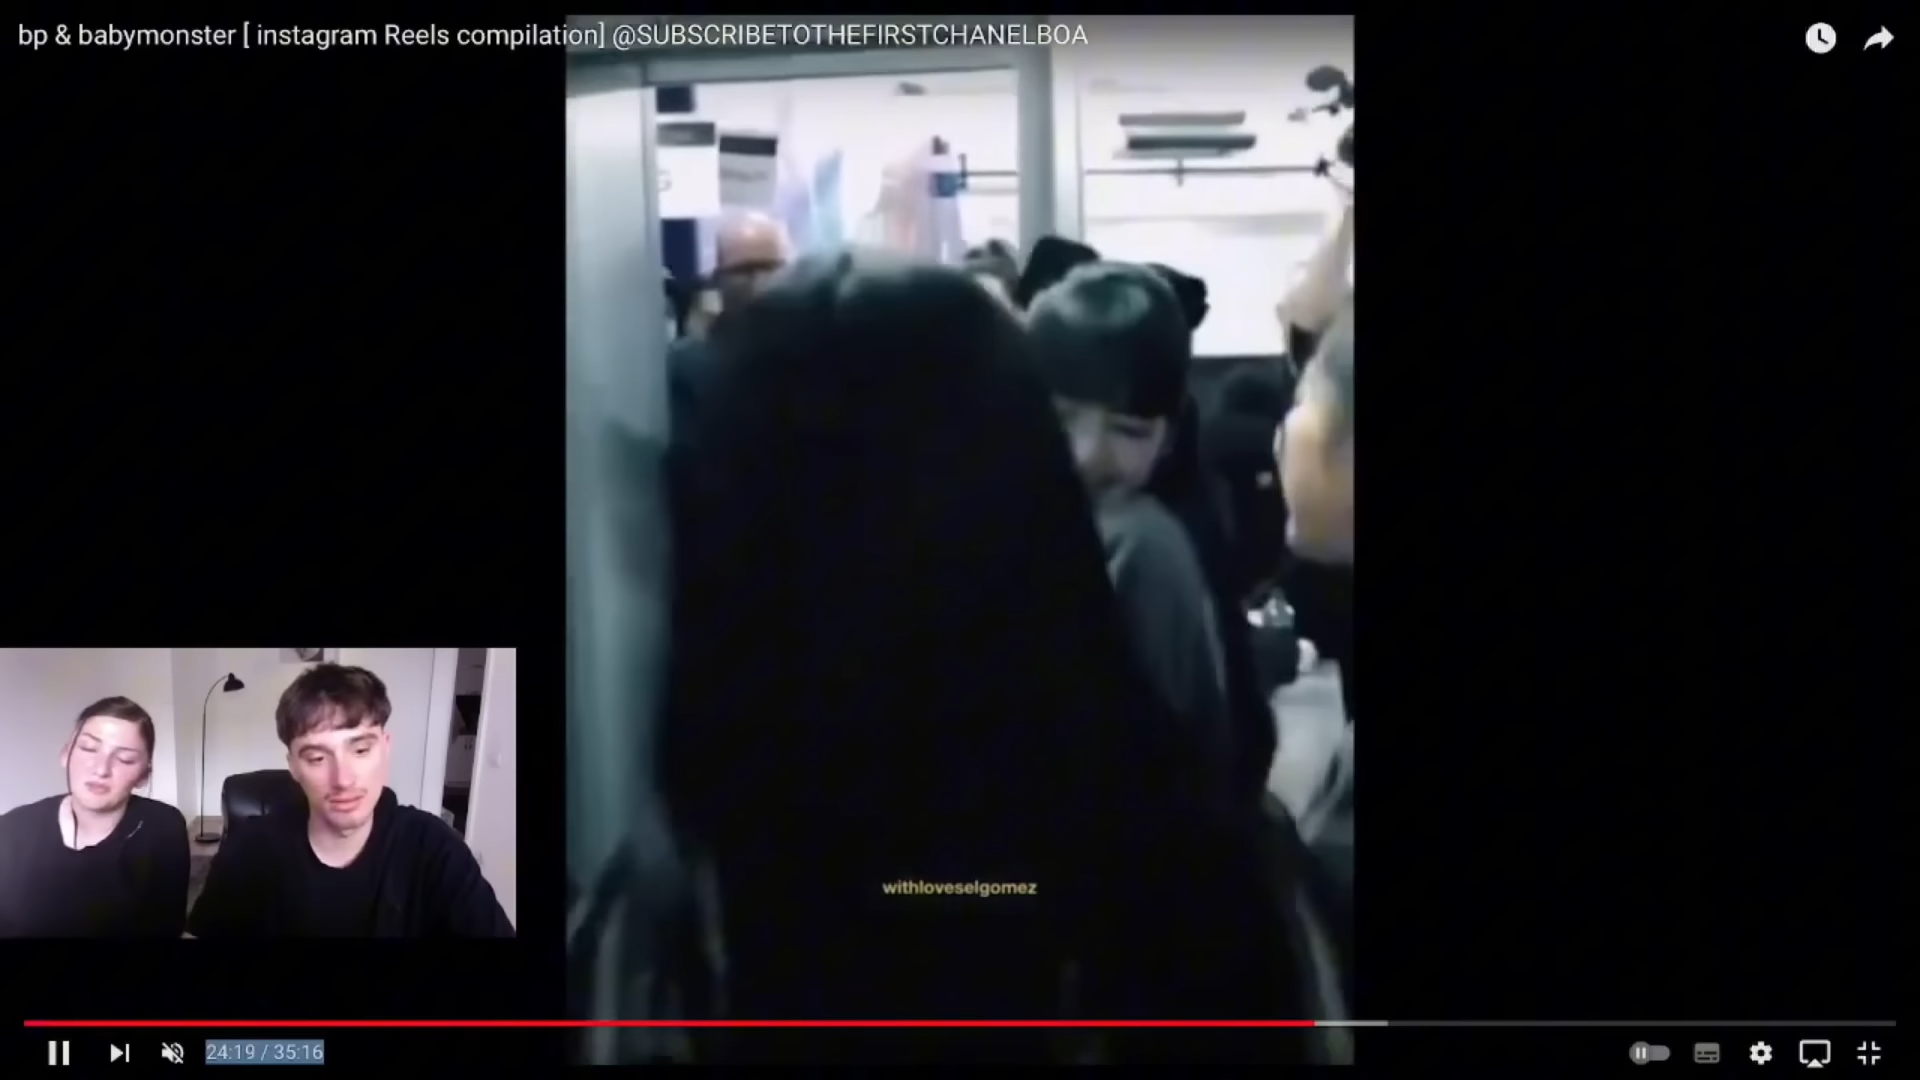 bp & babymonster [ instagram Reels compilation] @SUBSCRIBETOTHEFIRSTCHANELBOA
G
withloveselgomez
24:19 / 35:16